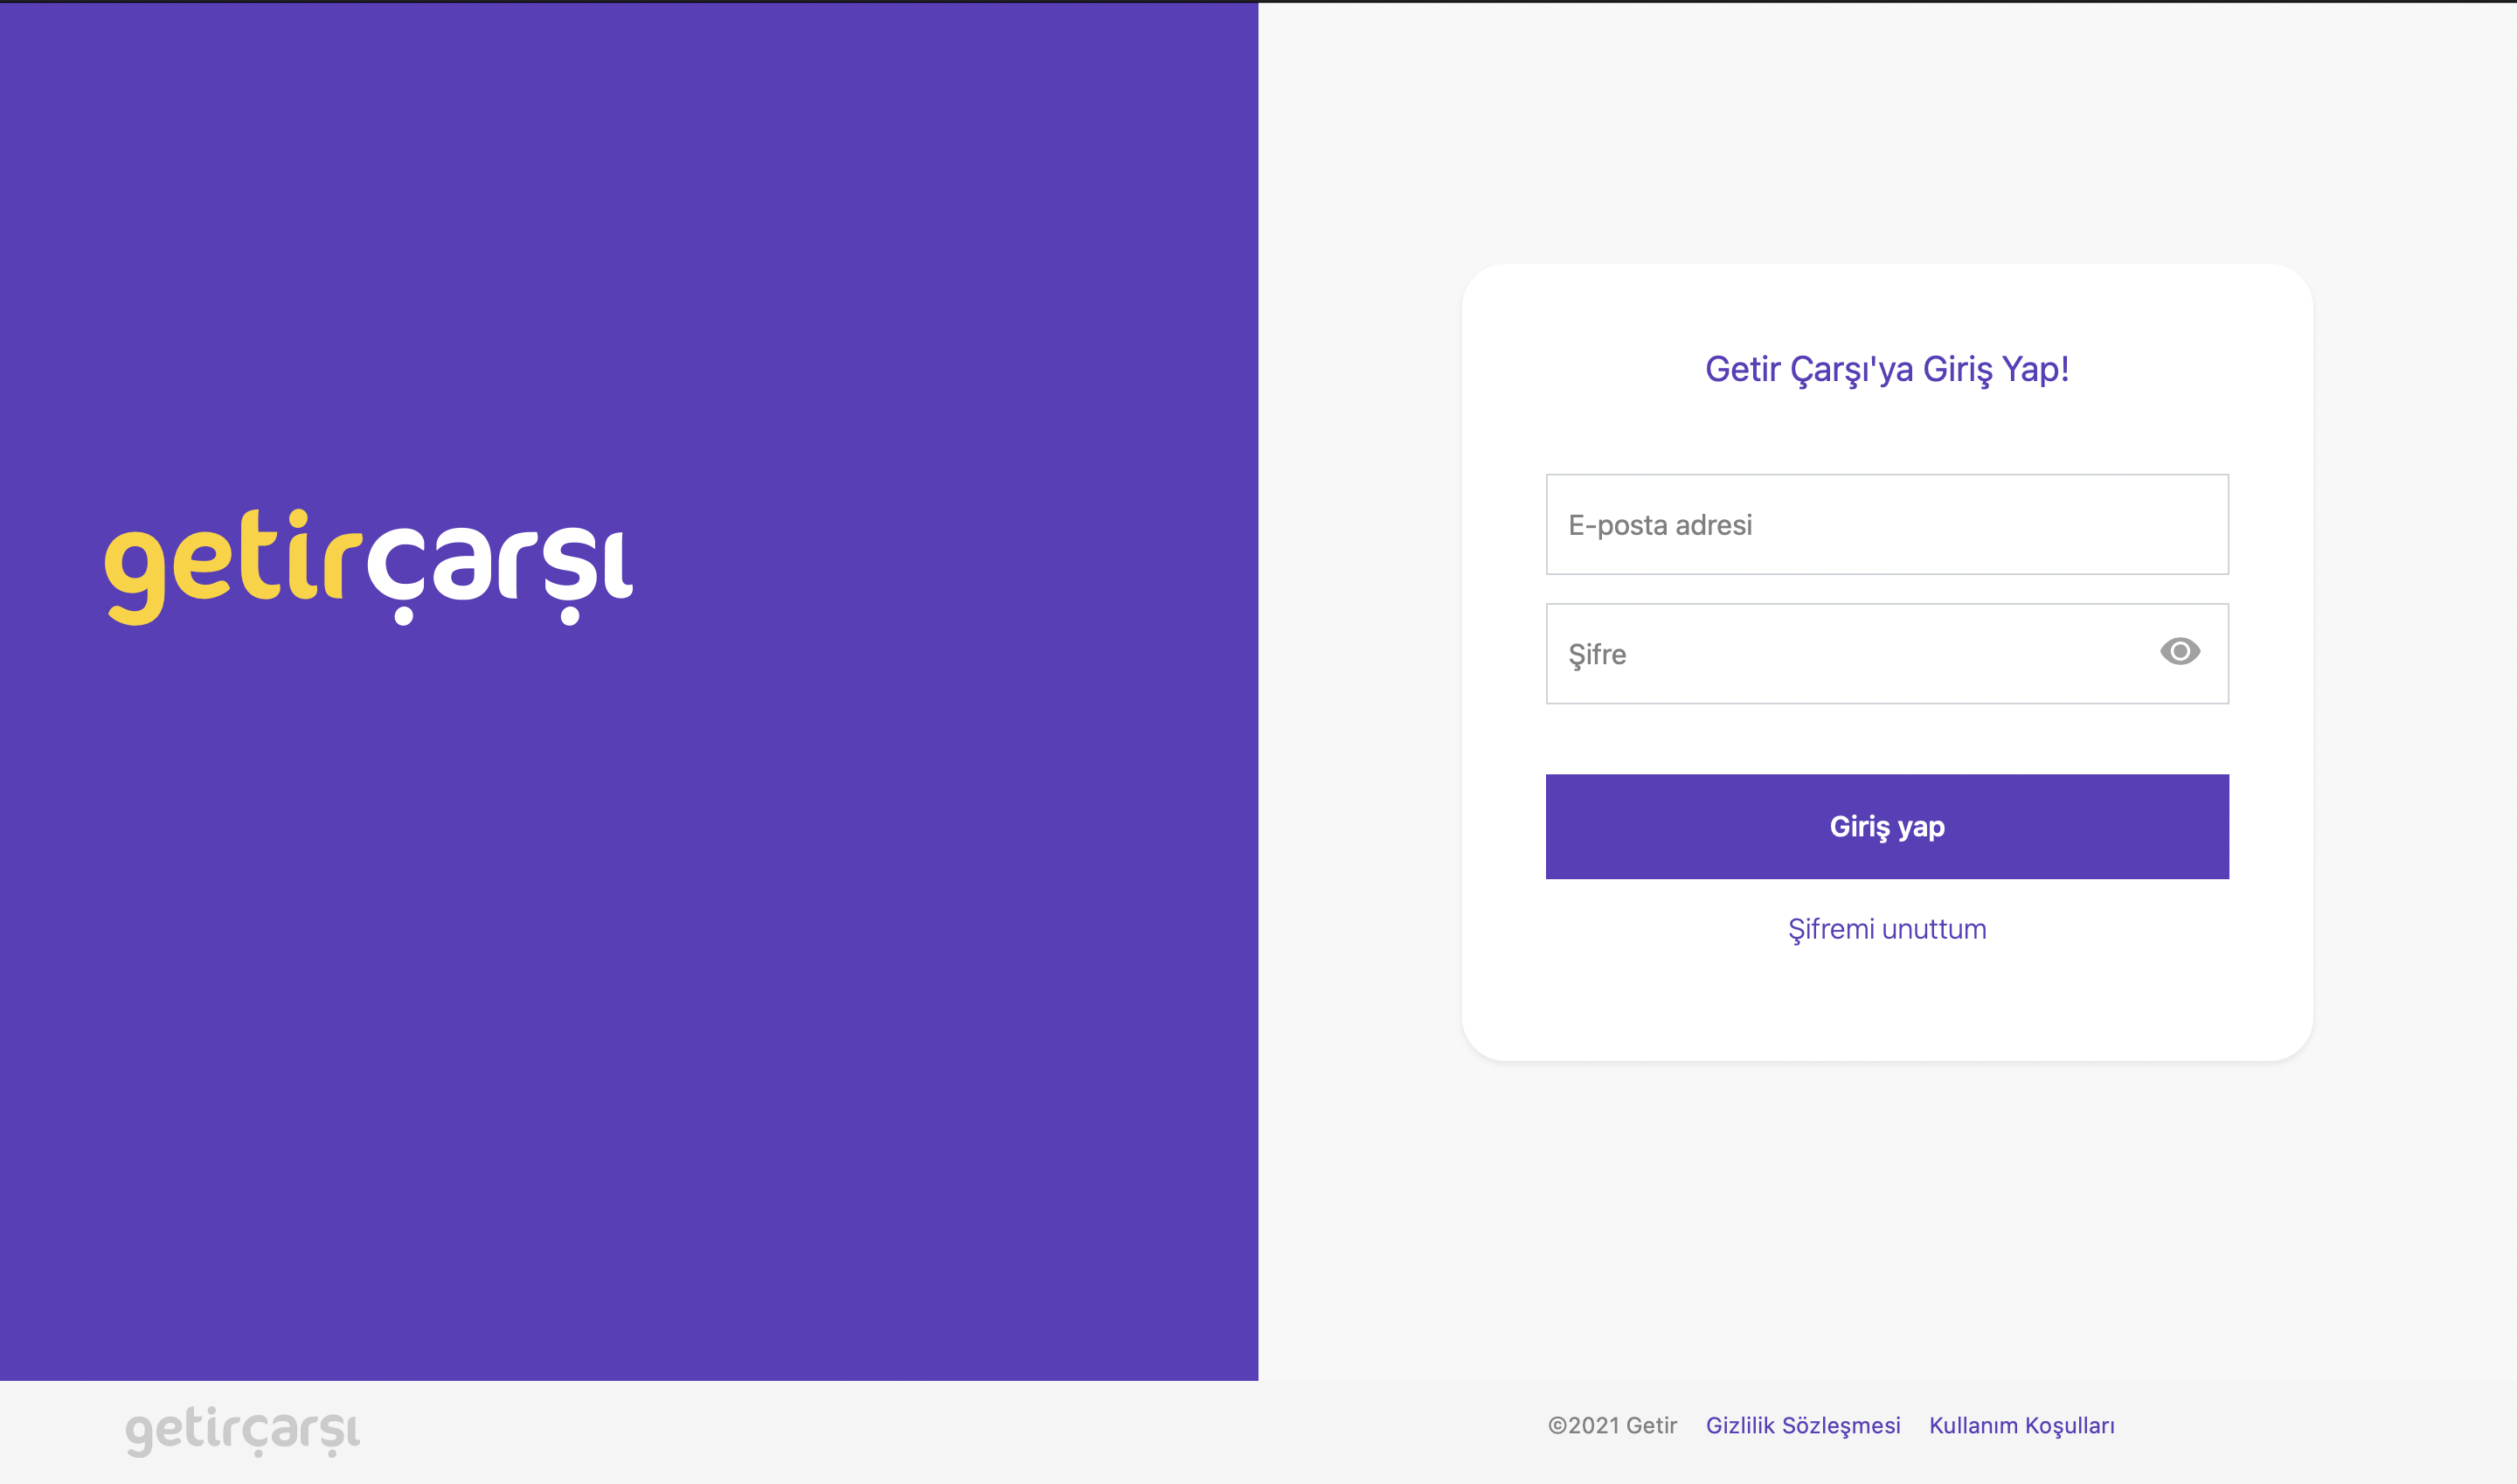 getirçarşı
Getir Çarşı'ya Giriş Yap!
E-posta adresi
Şifre
Giriş yap
Şifremi unuttum
getirçarşı
©2021 Getir Gizlilik Sözleşmesi Kullanım Koşulları